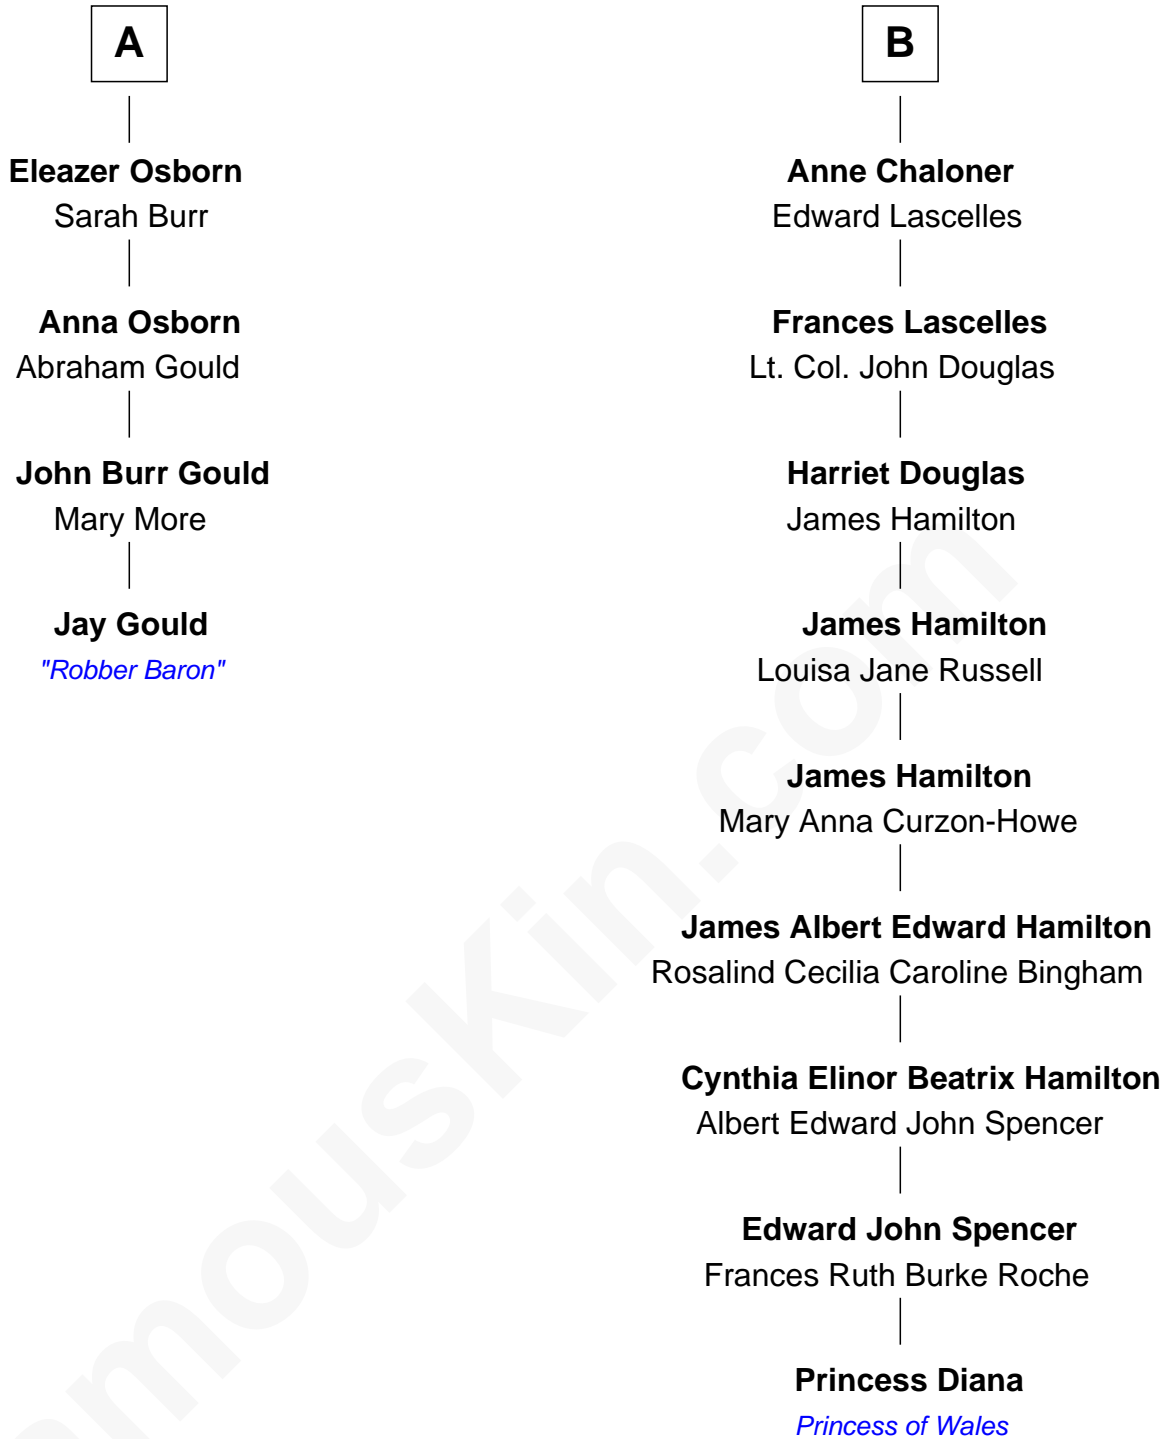 A
Eleazer Osborn
Sarah Burr
Anna Osborn
Abraham Gould
John Burr Gould
Mary More
Jay Gould
"Robber Baron"
B
Anne Chaloner
Edward Lascelles
Frances Lascelles
Lt. Col. John Douglas
Harriet Douglas
James Hamilton
James Hamilton
Louisa Jane Russell
James Hamilton
Mary Anna Curzon-Howe
James Albert Edward Hamilton
Rosalind Cecilia Caroline Bingham
Cynthia Elinor Beatrix Hamilton
Albert Edward John Spencer
Edward John Spencer
Frances Ruth Burke Roche
Princess Diana
Princess of Wales
amouskin.com